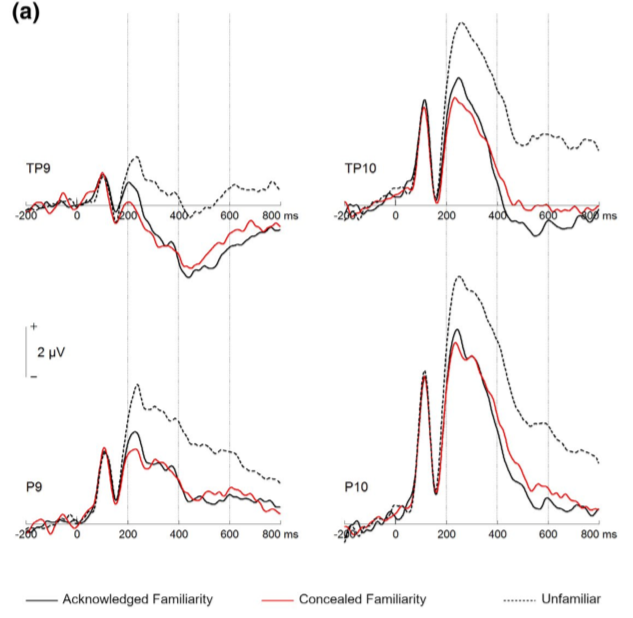 (a)
TP9
-200 0 200 400 600 800 ms
TP10
-200 0 200 400 600 800 ms
+
2 μV
−
P9
-200 0 200 400 600 800 ms
P10
-200 0 200 400 600 800 ms
Acknowledged Familiarity Concealed Familiarity Unfamiliar